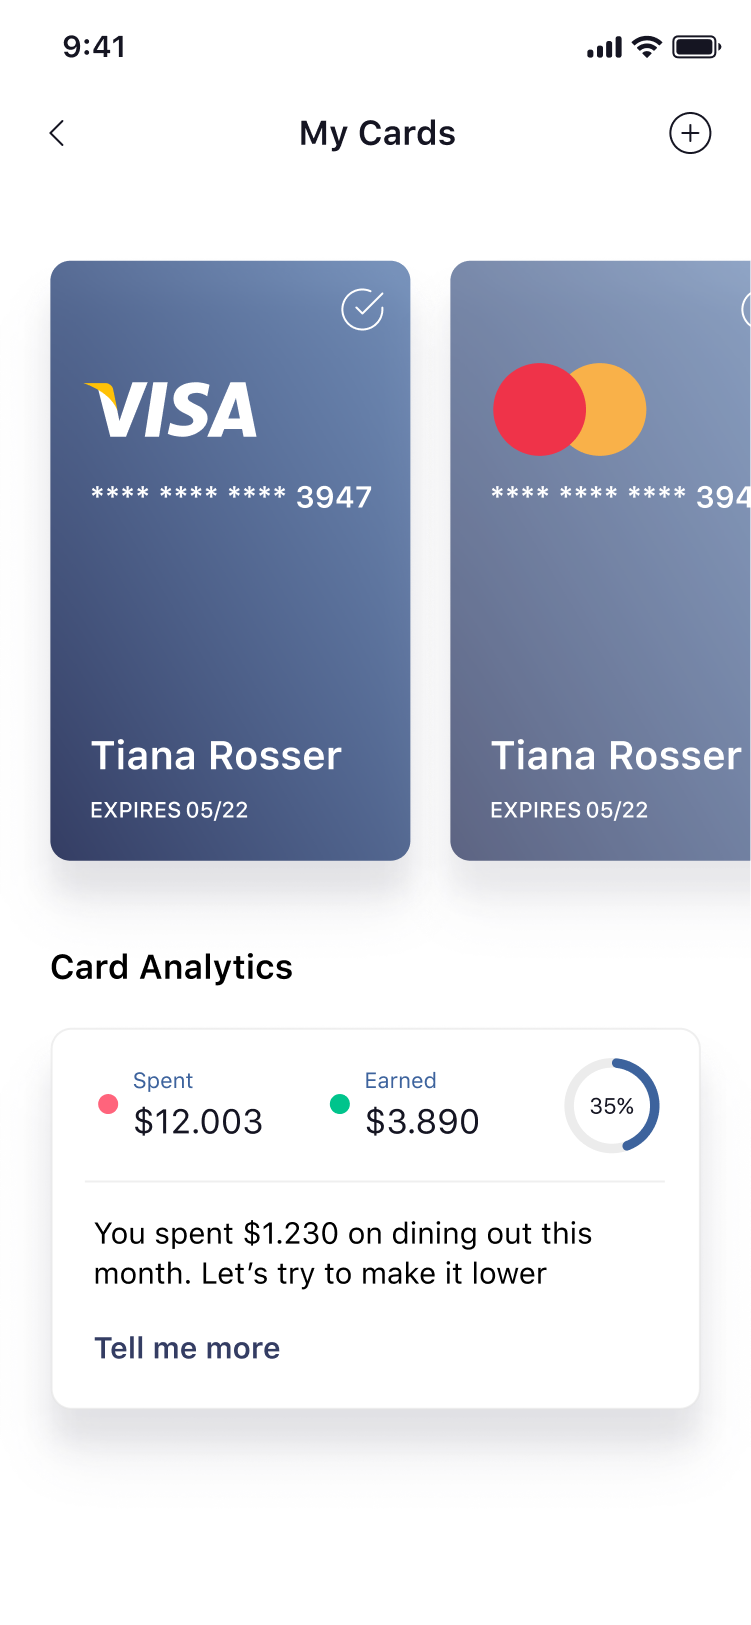 9:41
My Cards
VISA
**** **** **** 3947
**** **** **** 394
Tiana Rosser
EXPIRES 05/22
Tiana Rosser
EXPIRES 05/22
Card Analytics
Spent
$12.003
Earned
$3.890
35%
You spent $1.230 on dining out this
month. Let’s try to make it lower
Tell me more